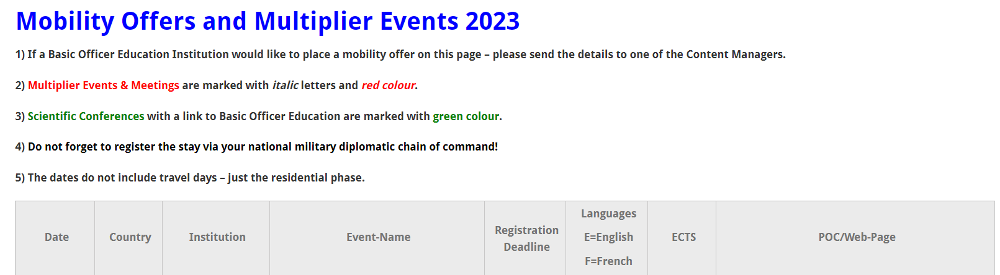 Mobility Offers and Multiplier Events 2023
1) If a Basic Officer Education Institution would like to place a mobility offer on this page – please send the details to one of the Content Managers.
2) Multiplier Events & Meetings are marked with italic letters and red colour.
3) Scientific Conferences with a link to Basic Officer Education are marked with green colour.
4) Do not forget to register the stay via your national military diplomatic chain of command!
5) The dates do not include travel days – just the residential phase.
Date
Country
Institution
Event-Name
Registration
Deadline
Languages
E=English
F=French
ECTS
POC/Web-Page